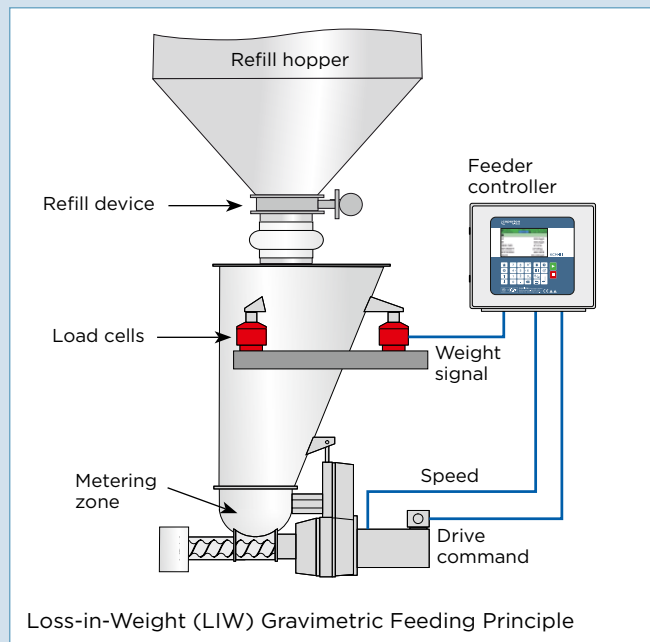 Refill hopper
Feeder
controller
Refill device
Load cells
Weight
signal
Metering
zone
Speed
Drive
command
Loss-in-Weight (LIW) Gravimetric Feeding Principle